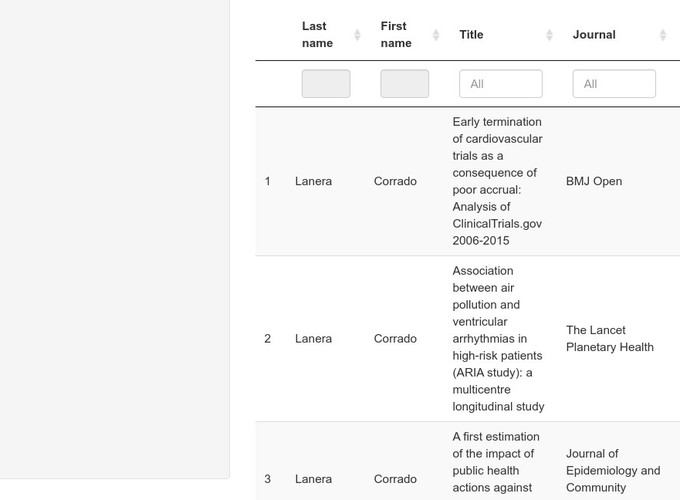 Last name
First name
Title
Journal
All
All
1
Lanera
Corrado
Early termination
of cardiovascular
trials as a
consequence of
poor accrual:
Analysis of
ClinicalTrials.gov
2006-2015
BMJ Open
2
Lanera
Corrado
Association
between air
pollution and
ventricular
arrhythmias in
high-risk patients
(ARIA study): a
multicentre
longitudinal study
The Lancet
Planetary Health
3
Lanera
Corrado
A first estimation
of the impact of
public health
actions against
Journal of
Epidemiology and
Community